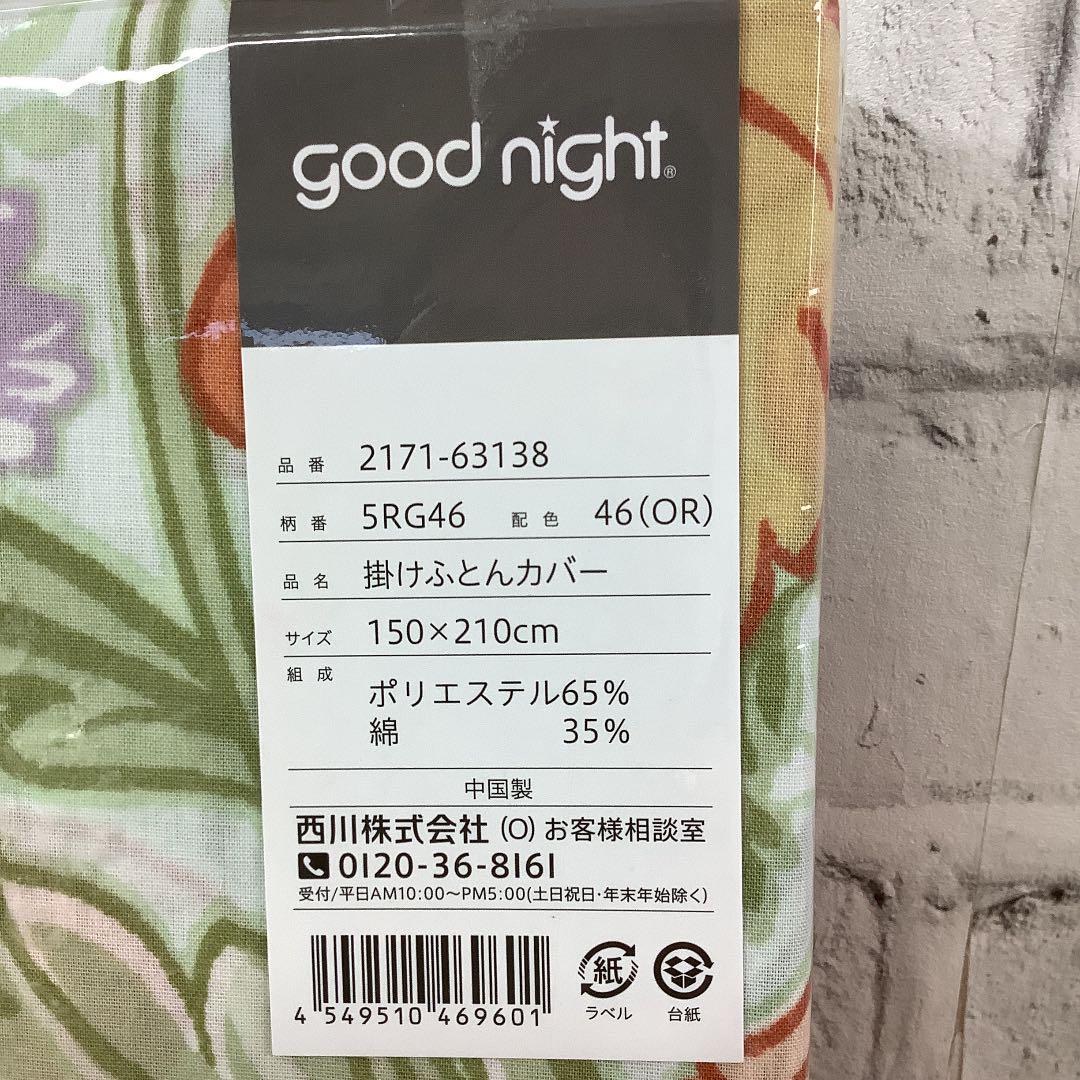 good night®
品番 2171-63138
柄番 5RG46 配色 46(OR)
品名 掛けふとんカバー
サイズ 150×210cm
組成
ポリエステル65%
綿 35%
中国製
西川株式会社 (O) お客様相談室
0120-36-8161
受付/平日AM10:00〜PM5:00(土日祝日・年末年始除く)
4 549510 469601
紙
ラベル 台紙